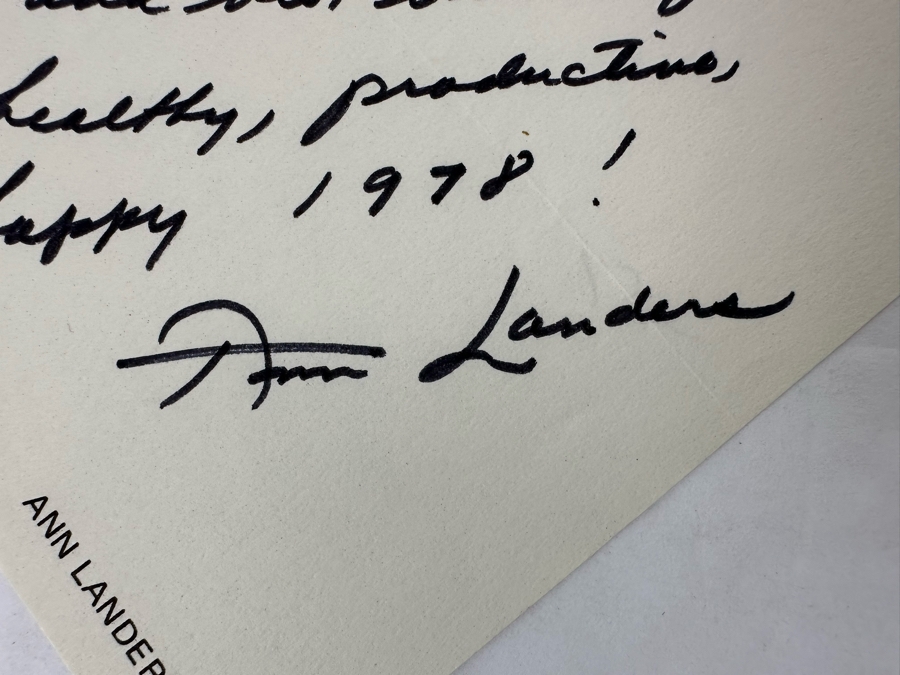 healthy, productive,
happy 1978!
Ann Landers
ANN LANDER